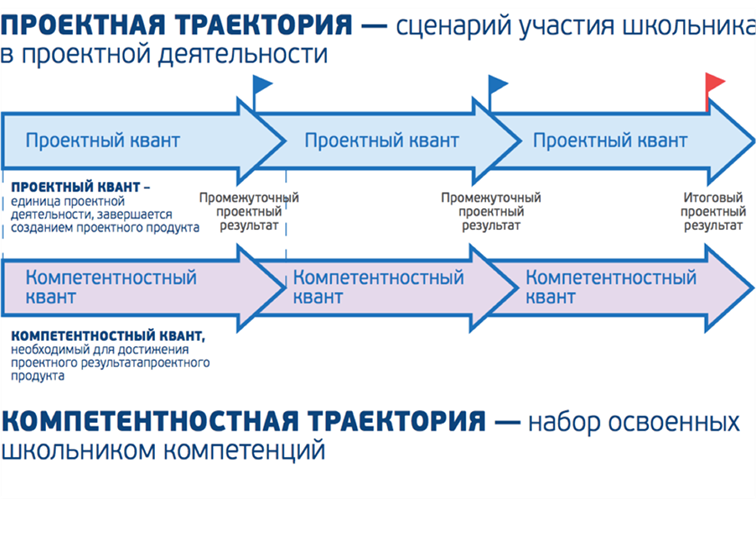 ПРОЕКТНАЯ ТРАЕКТОРИЯ — сценарий участия школьника
в проектной деятельности
Проектный квант
Проектный квант
Проектный квант
ПРОЕКТНЫЙ КВАНТ –
единица проектной
деятельности, завершается
созданием проектного продукта
Промежуточный
проектный
результат
Промежуточный
проектный
результат
Итоговый
проектный
результат
Компетентностный
квант
Компетентностный
квант
Компетентностный
квант
КОМПЕТЕНТНОСТНЫЙ КВАНТ,
необходимый для достижения
проектного результатапроектного
продукта
КОМПЕТЕНТНОСТНАЯ ТРАЕКТОРИЯ — набор освоенных
школьником компетенций